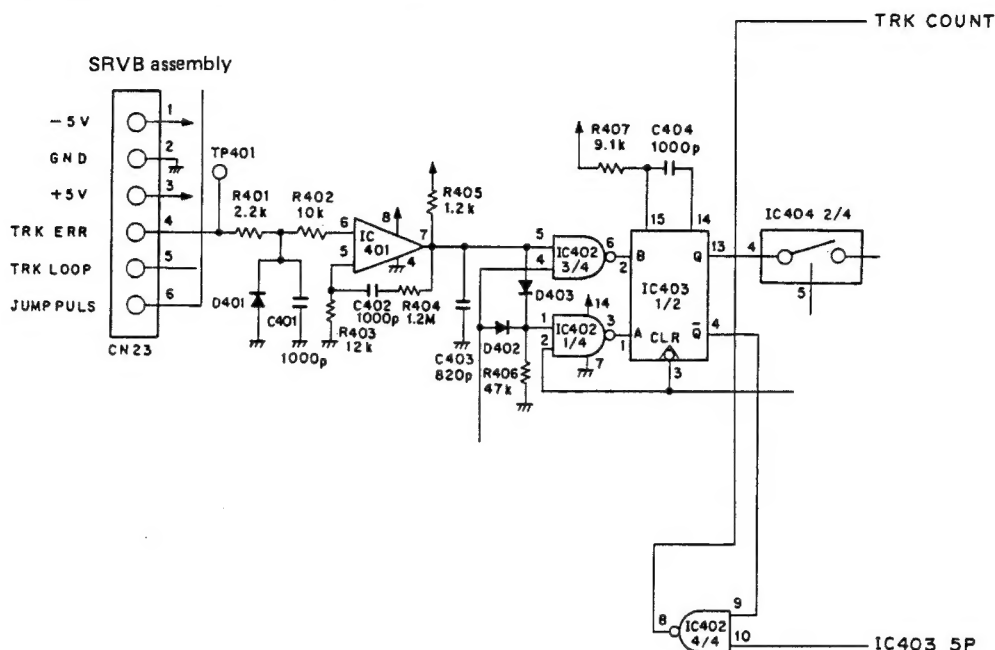 TRK COUNT
SRVB assembly
-5V
1
GND
2
+5V
3
TRK ERR
4
TRK LOOP
5
JUMP PULS
6
CN23
TP401
R401
2.2k
R402
10k
D401
C401
1000p
6
5
IC
401
8
4
7
R403
12k
C402
1000p
R404
1.2M
R405
1.2k
C403
820p
R407
9.1k
C404
1000p
5
4
IC402
3/4
6
2
D403
D402
R406
47k
1
2
IC402
1/4
14
7
3
1
15
14
B
Q
IC403
1/2
A
Q̅
CLR
3
13
4
4
IC404 2/4
5
8
IC402
4/4
9
10
IC403 5P